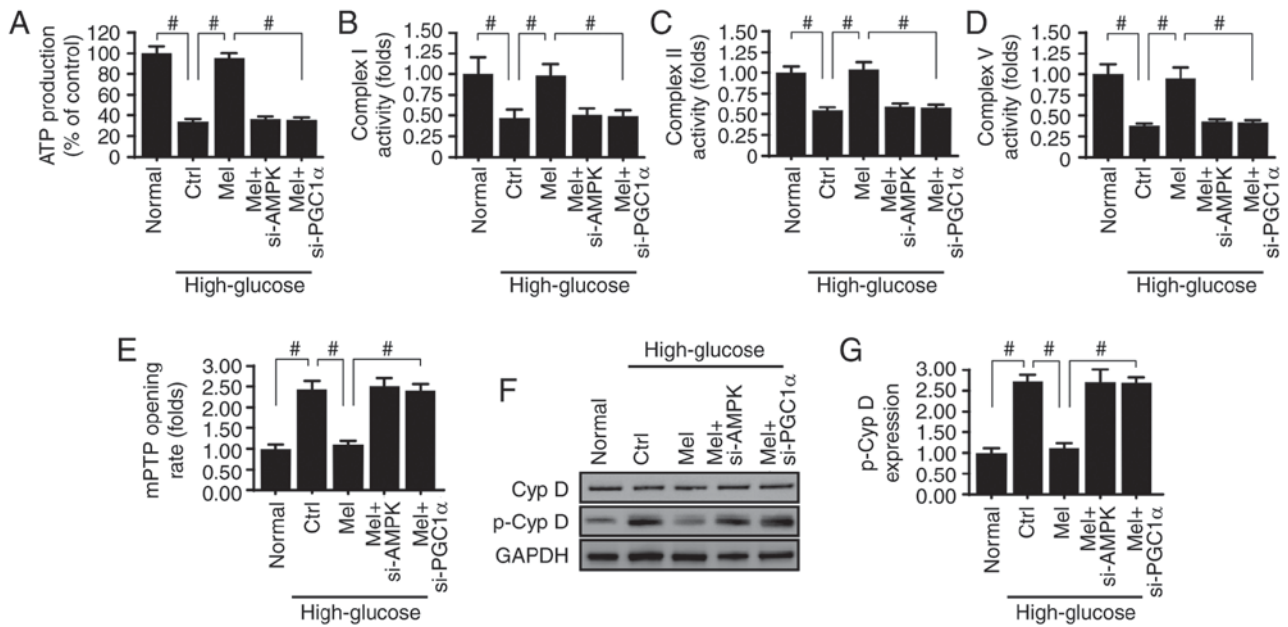 A
ATP production
(% of control)
120
100
80
60
40
20
0
# # #
Normal
Ctrl
Mel
Mel+
si-AMPK
Mel+
si-PGC1α
High-glucose
B
Complex I
activity (folds)
1.50
1.25
1.00
0.75
0.50
0.25
0
# # #
Normal
Ctrl
Mel
Mel+
si-AMPK
Mel+
si-PGC1α
High-glucose
C
Complex II
activity (folds)
1.50
1.25
1.00
0.75
0.50
0.25
0
# # #
Normal
Ctrl
Mel
Mel+
si-AMPK
Mel+
si-PGC1α
High-glucose
D
Complex V
activity (folds)
1.50
1.25
1.00
0.75
0.50
0.25
0
# # #
Normal
Ctrl
Mel
Mel+
si-AMPK
Mel+
si-PGC1α
High-glucose
E
mPTP opening
rate (folds)
3.00
2.50
2.00
1.50
1.00
0.50
0.00
# # #
Normal
Ctrl
Mel
Mel+
si-AMPK
Mel+
si-PGC1α
High-glucose
F
High-glucose
Normal
Ctrl
Mel
Mel+
si-AMPK
Mel+
si-PGC1α
Cyp D
p-Cyp D
GAPDH
G
p-Cyp D
expression
3.00
2.50
2.00
1.50
1.00
0.50
0.00
# # #
Normal
Ctrl
Mel
Mel+
si-AMPK
Mel+
si-PGC1α
High-glucose